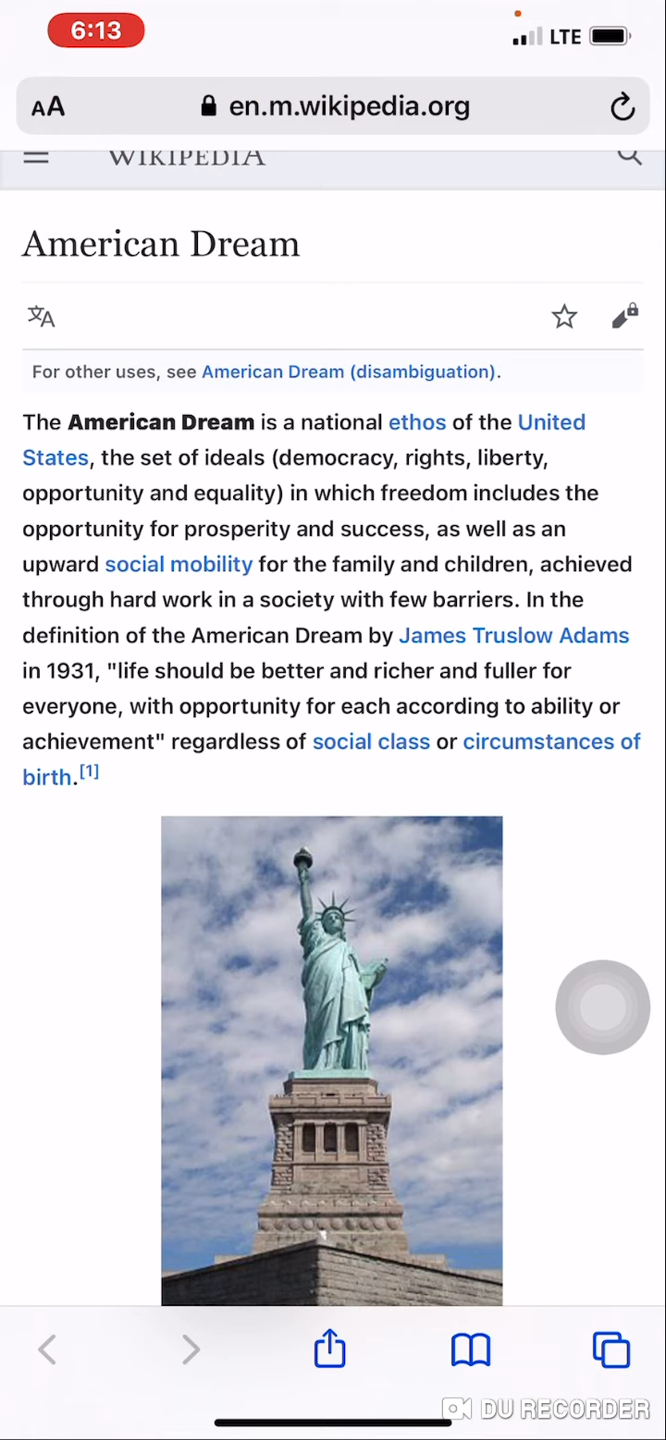 6:13
LTE
AA en.m.wikipedia.org
WIKIPEDIA
American Dream
For other uses, see American Dream (disambiguation).
The American Dream is a national ethos of the United
States, the set of ideals (democracy, rights, liberty,
opportunity and equality) in which freedom includes the
opportunity for prosperity and success, as well as an
upward social mobility for the family and children, achieved
through hard work in a society with few barriers. In the
definition of the American Dream by James Truslow Adams
in 1931, "life should be better and richer and fuller for
everyone, with opportunity for each according to ability or
achievement" regardless of social class or circumstances of
birth.[1]
DU RECORDER